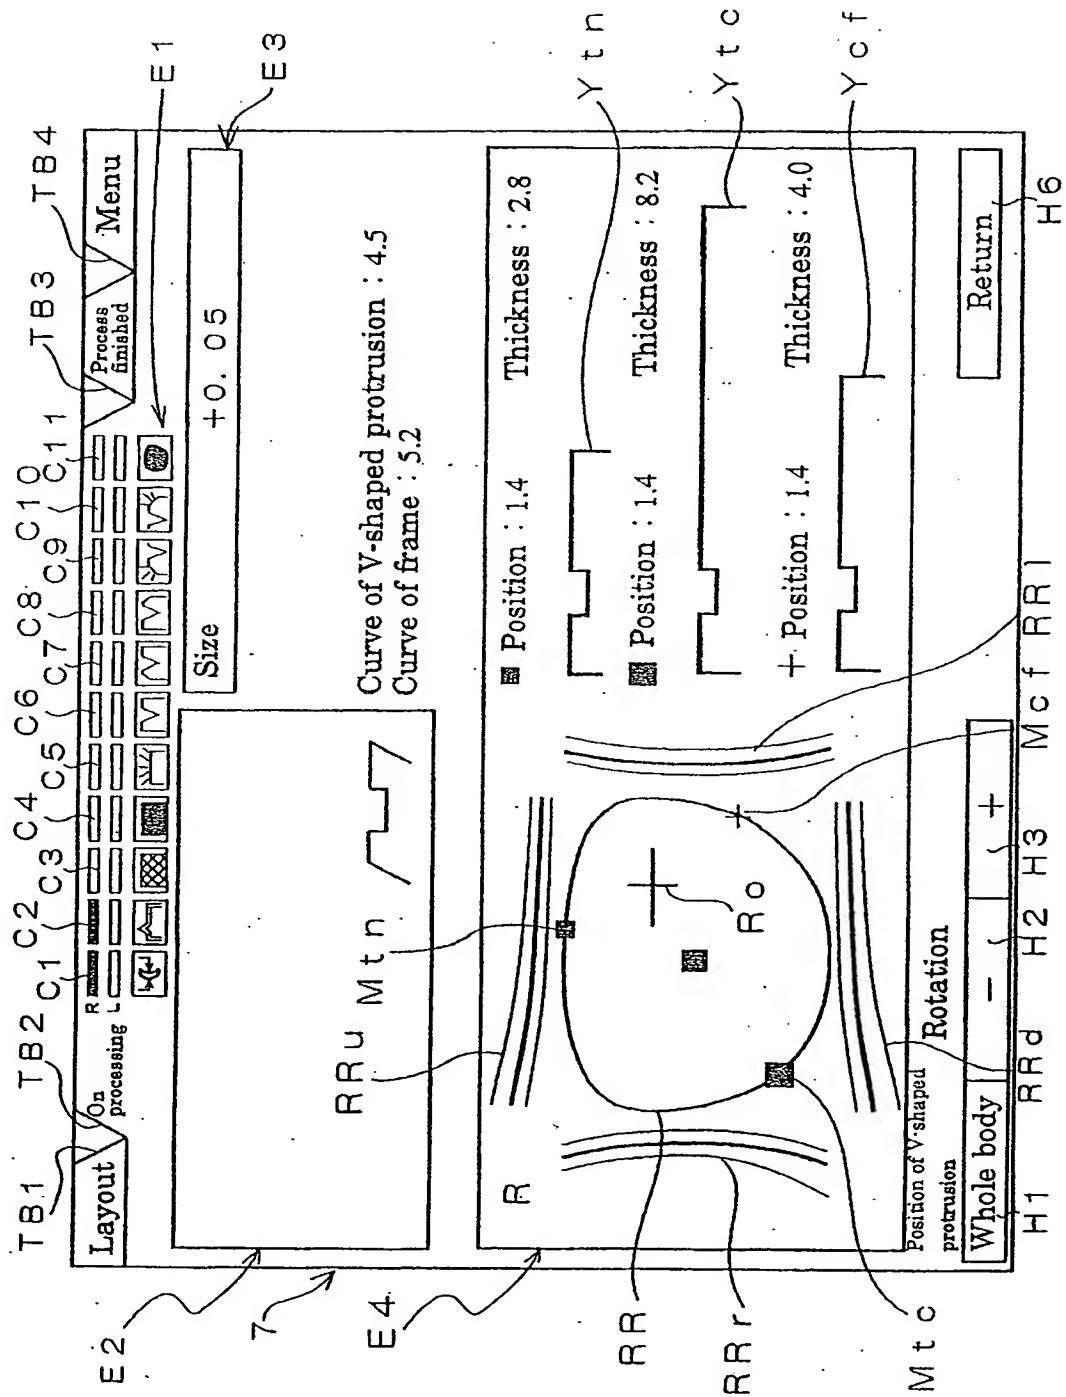 C1 C2 C3 C4 C5 C6 C7 C8 C9 C10 C11
TB1 TB2 TB3 TB4
E1
Layout
On processing
R
L
Process finished
Menu
E2
Size +0.05
E3
7
Curve of V-shaped protrusion : 4.5
Curve of frame : 5.2
RRu
Mtn
E4
R
Position : 1.4 Thickness : 2.8
Ytn
Position : 1.4 Thickness : 8.2
Ytc
+ Position : 1.4 Thickness : 4.0
Ycf
Ro
RR
RRr
RRl
Mcf
Mtc
RRd
Position of V-shaped protrusion
Rotation
Whole body
−
+
Return
H1
H2
H3
H6